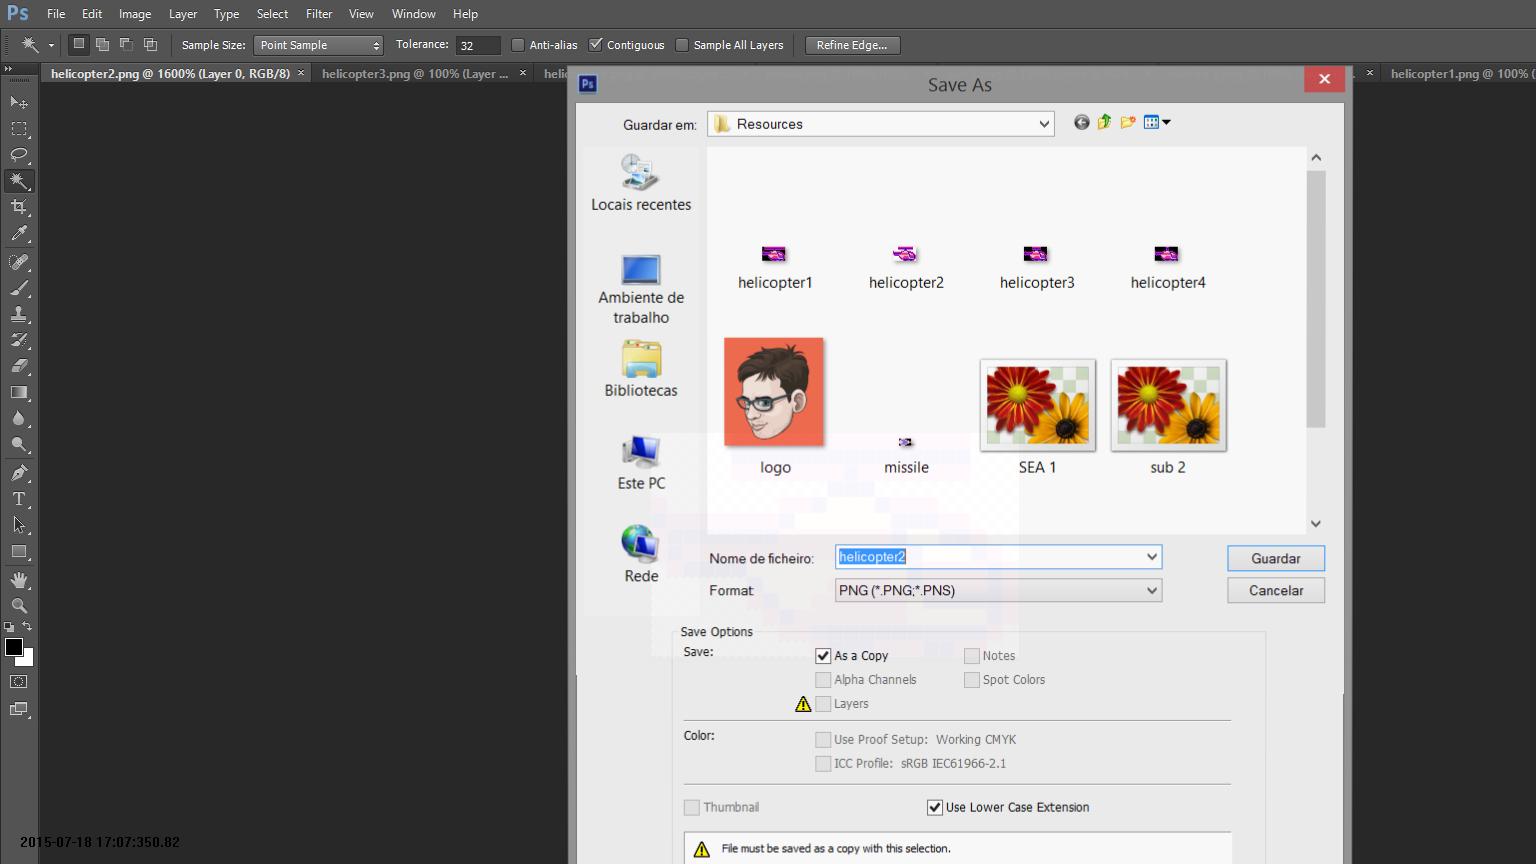 Ps File Edit Image Layer Type Select Filter View Window Help
Sample Size: Point Sample Tolerance: 32 Anti-alias Contiguous Sample All Layers Refine Edge...
helicopter2.png @ 1600% (Layer 0, RGB/8) × helicopter3.png @ 100% (Layer ... × helic × helicopter1.png @ 100% (
Ps Save As
Guardar em: Resources
Locais recentes
Ambiente de
trabalho
Bibliotecas
Este PC
Rede
helicopter1 helicopter2 helicopter3 helicopter4
logo missile SEA 1 sub 2
Nome de ficheiro: helicopter2 Guardar
Format: PNG (*.PNG;*.PNS) Cancelar
Save Options
Save: As a Copy Notes
Alpha Channels Spot Colors
Layers
Color: Use Proof Setup: Working CMYK
ICC Profile: sRGB IEC61966-2.1
Thumbnail Use Lower Case Extension
File must be saved as a copy with this selection.
2015-07-18 17:07:350.82